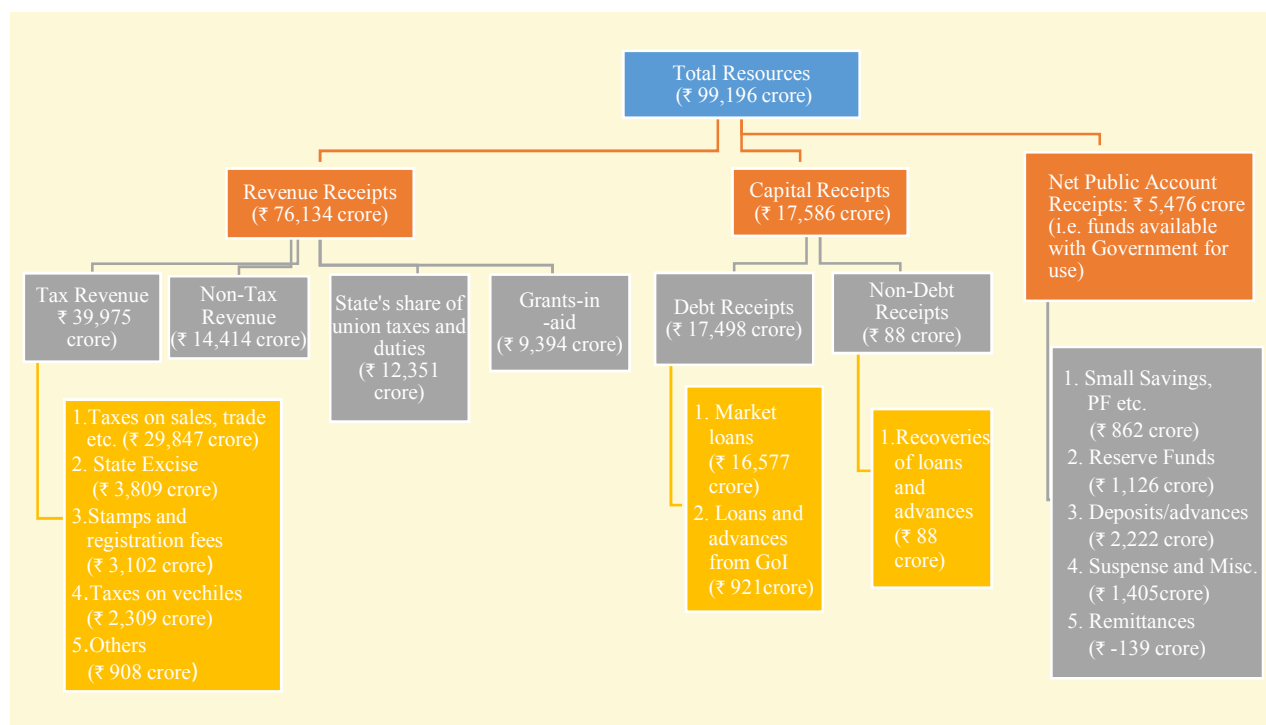 Total Resources
(₹ 99,196 crore)
Revenue Receipts
(₹ 76,134 crore)
Capital Receipts
(₹ 17,586 crore)
Net Public Account
Receipts: ₹ 5,476 crore
(i.e. funds available
with Government for
use)
Tax Revenue
₹ 39,975
crore)
Non-Tax
Revenue
(₹ 14,414 crore)
State's share of
union taxes and
duties
(₹ 12,351
crore)
Grants-in
-aid
(₹ 9,394 crore)
Debt Receipts
(₹ 17,498 crore)
Non-Debt
Receipts
(₹ 88 crore)
1.Taxes on sales, trade
etc. (₹ 29,847 crore)
2. State Excise
(₹ 3,809 crore)
3.Stamps and
registration fees
(₹ 3,102 crore)
4.Taxes on vechiles
(₹ 2,309 crore)
5.Others
(₹ 908 crore)
1. Market
loans
(₹ 16,577
crore)
2. Loans and
advances
from GoI
(₹ 921crore)
1.Recoveries
of loans
and
advances
(₹ 88
crore)
1. Small Savings,
PF etc.
(₹ 862 crore)
2. Reserve Funds
(₹ 1,126 crore)
3. Deposits/advances
(₹ 2,222 crore)
4. Suspense and Misc.
(₹ 1,405crore)
5. Remittances
(₹ -139 crore)